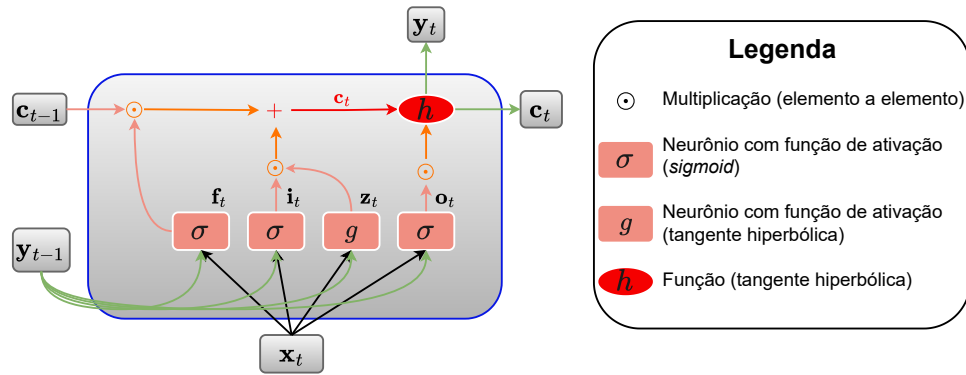 y_t
c_{t-1}
⊙
+
c_t
h
c_t
⊙
⊙
f_t
i_t
z_t
o_t
σ
σ
g
σ
y_{t-1}
x_t
Legenda
⊙ Multiplicação (elemento a elemento)
σ Neurônio com função de ativação
(sigmoid)
g Neurônio com função de ativação
(tangente hiperbólica)
h Função (tangente hiperbólica)